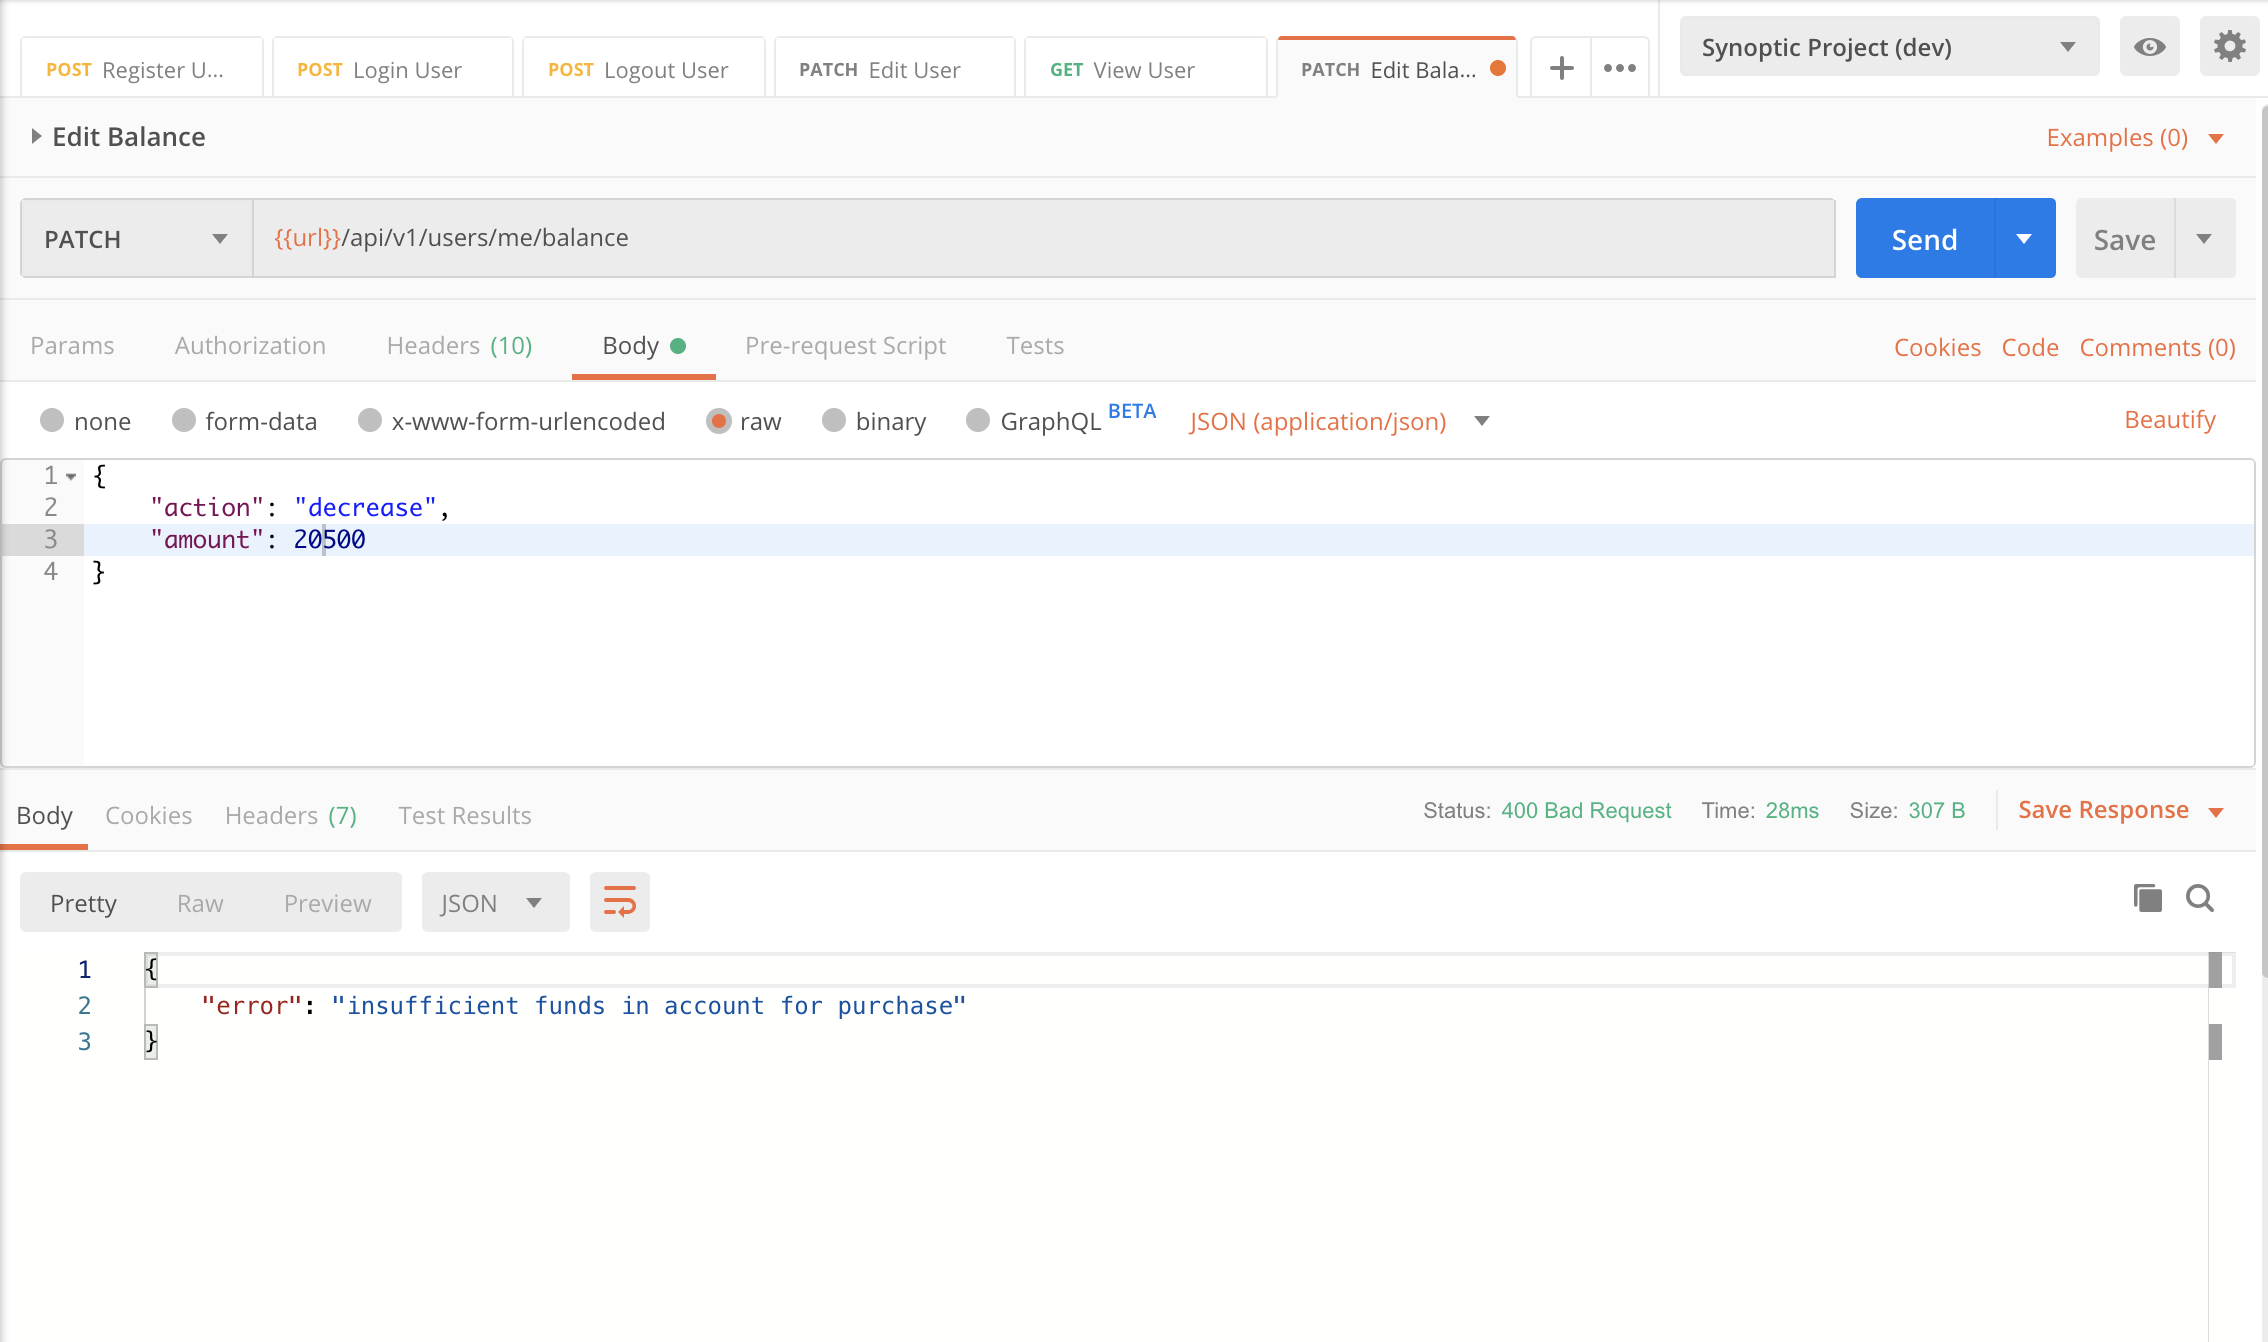 POST Register U... POST Login User POST Logout User PATCH Edit User GET View User PATCH Edit Bala... Synoptic Project (dev)
Edit Balance Examples (0)
PATCH {{url}}/api/v1/users/me/balance Send Save
Params Authorization Headers (10) Body Pre-request Script Tests Cookies Code Comments (0)
none form-data x-www-form-urlencoded raw binary GraphQL BETA JSON (application/json) Beautify
1 {
2 "action": "decrease",
3 "amount": 20500
4 }
Body Cookies Headers (7) Test Results Status: 400 Bad Request Time: 28ms Size: 307 B Save Response
Pretty Raw Preview JSON
1 {
2 "error": "insufficient funds in account for purchase"
3 }